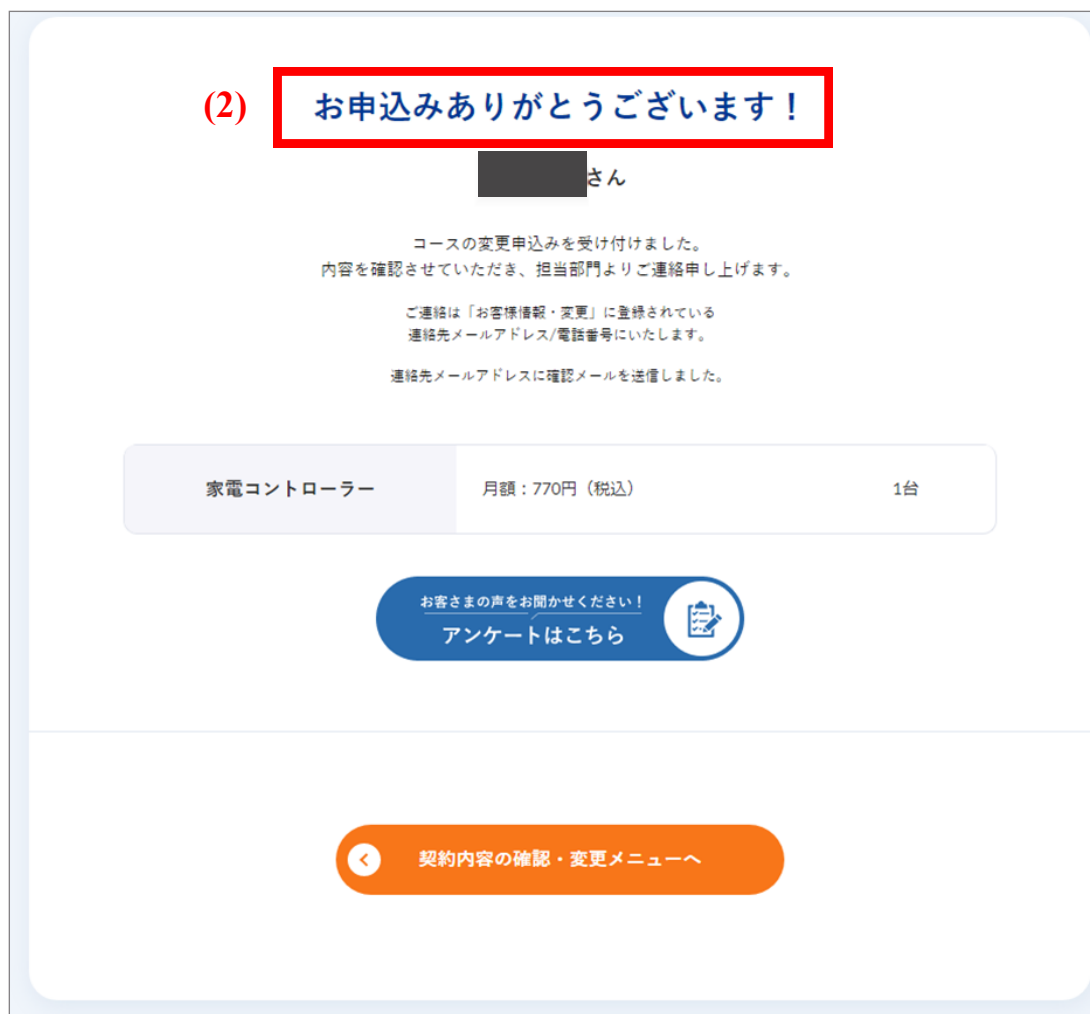 (2) お申込みありがとうございます！
さん
コースの変更申込みを受け付けました。
内容を確認させていただき、担当部門よりご連絡申し上げます。
ご連絡は「お客様情報・変更」に登録されている
連絡先メールアドレス/電話番号にいたします。
連絡先メールアドレスに確認メールを送信しました。
家電コントローラー 月額：770円（税込） 1台
お客さまの声をお聞かせください！
アンケートはこちら
契約内容の確認・変更メニューへ